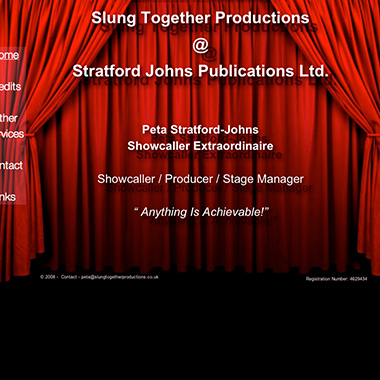 Slung Together Productions
@
Stratford Johns Publications Ltd.
ome
edits
ther
rvices
ntact
nks
Peta Stratford-Johns
Showcaller Extraordinaire
Showcaller / Producer / Stage Manager
“ Anything Is Achievable!”
© 2008 - Contact - peta@slungtogetherproductions.co.uk
Registration Number: 4629434